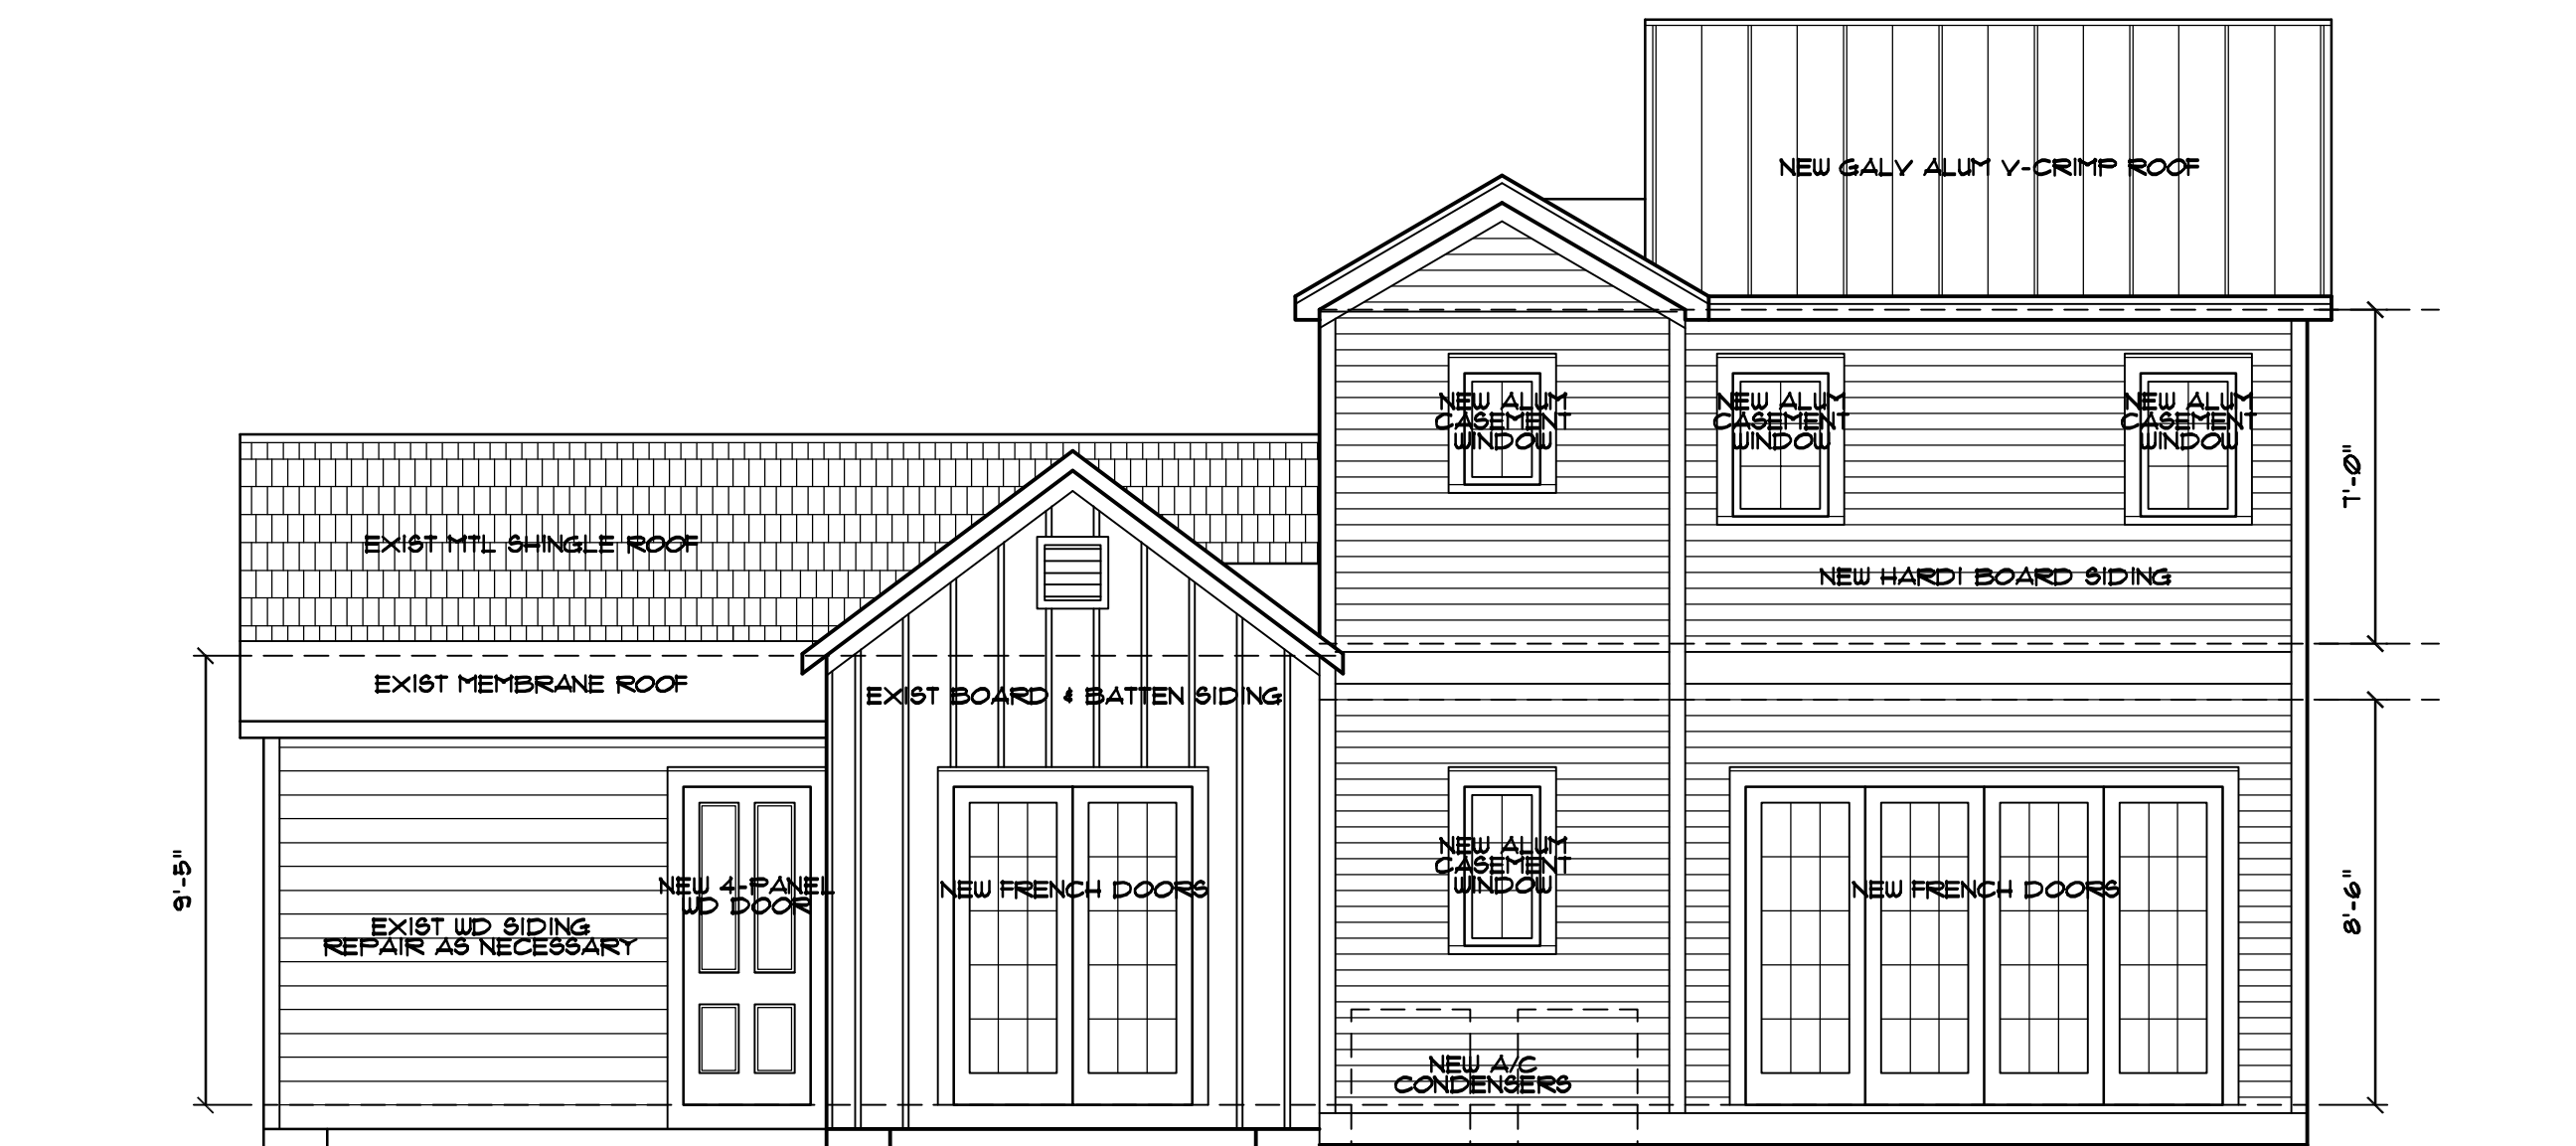 NEW GALV ALUM V-CRIMP ROOF
NEW ALUM
CASEMENT
WINDOW
NEW ALUM
CASEMENT
WINDOW
NEW ALUM
CASEMENT
WINDOW
7'-0"
EXIST MTL SHINGLE ROOF
NEW HARDI BOARD SIDING
EXIST MEMBRANE ROOF
EXIST BOARD & BATTEN SIDING
9'-5"
NEW 4-PANEL
WD DOOR
NEW FRENCH DOORS
NEW ALUM
CASEMENT
WINDOW
NEW FRENCH DOORS
8'-6"
EXIST WD SIDING
REPAIR AS NECESSARY
NEW A/C
CONDENSERS